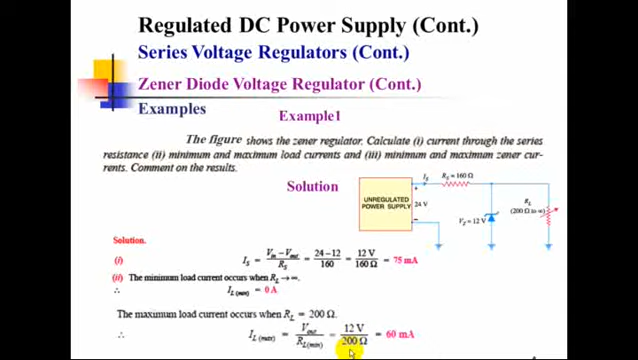 Regulated DC Power Supply (Cont.)
Series Voltage Regulators (Cont.)
Zener Diode Voltage Regulator (Cont.)
Examples
Example1
The figure shows the zener regulator. Calculate (i) current through the series
resistance (ii) minimum and maximum load currents and (iii) minimum and maximum zener cur-
rents. Comment on the results.
Solution
I_S R_S = 160 Ω
UNREGULATED
POWER SUPPLY
+
24 V
−
V_Z = 12 V
R_L
(200 Ω to ∞)
Solution.
(i) I_S = (V_in − V_out) / R_S = (24 − 12) / 160 = 12 V / 160 Ω = 75 mA
(ii) The minimum load current occurs when R_L → ∞.
∴ I_L (min) = 0 A
The maximum load current occurs when R_L = 200 Ω.
∴ I_L (max) = V_out / R_L(min) = 12 V / 200 Ω = 60 mA